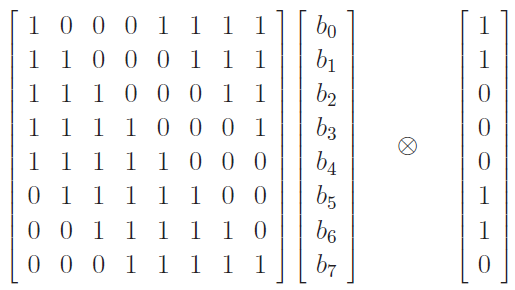 1 0 0 0 1 1 1 1 b₀ 1
1 1 0 0 0 1 1 1 b₁ 1
1 1 1 0 0 0 1 1 b₂ 0
1 1 1 1 0 0 0 1 b₃ ⊗ 0
1 1 1 1 1 0 0 0 b₄ 0
0 1 1 1 1 1 0 0 b₅ 1
0 0 1 1 1 1 1 0 b₆ 1
0 0 0 1 1 1 1 1 b₇ 0